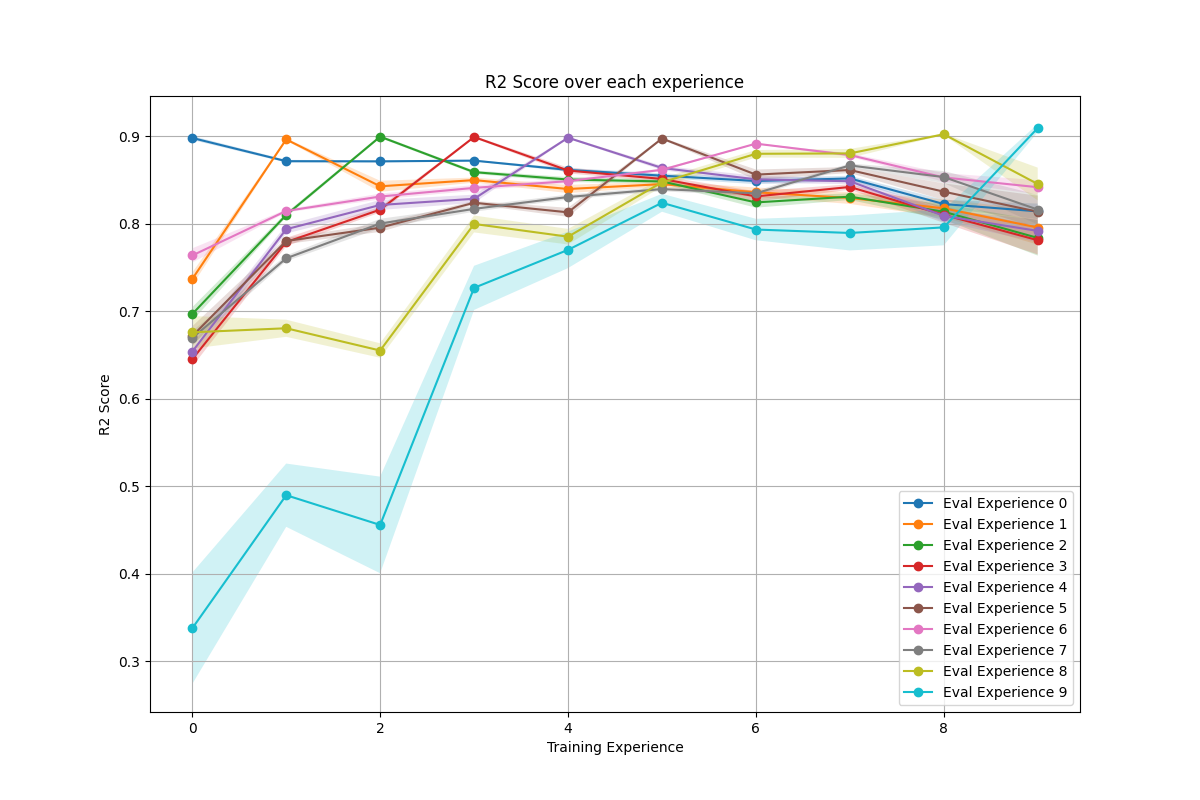 R2 Score over each experience
R2 Score
0.9
0.8
0.7
0.6
0.5
0.4
0.3
0 2 4 6 8
Training Experience
Eval Experience 0
Eval Experience 1
Eval Experience 2
Eval Experience 3
Eval Experience 4
Eval Experience 5
Eval Experience 6
Eval Experience 7
Eval Experience 8
Eval Experience 9